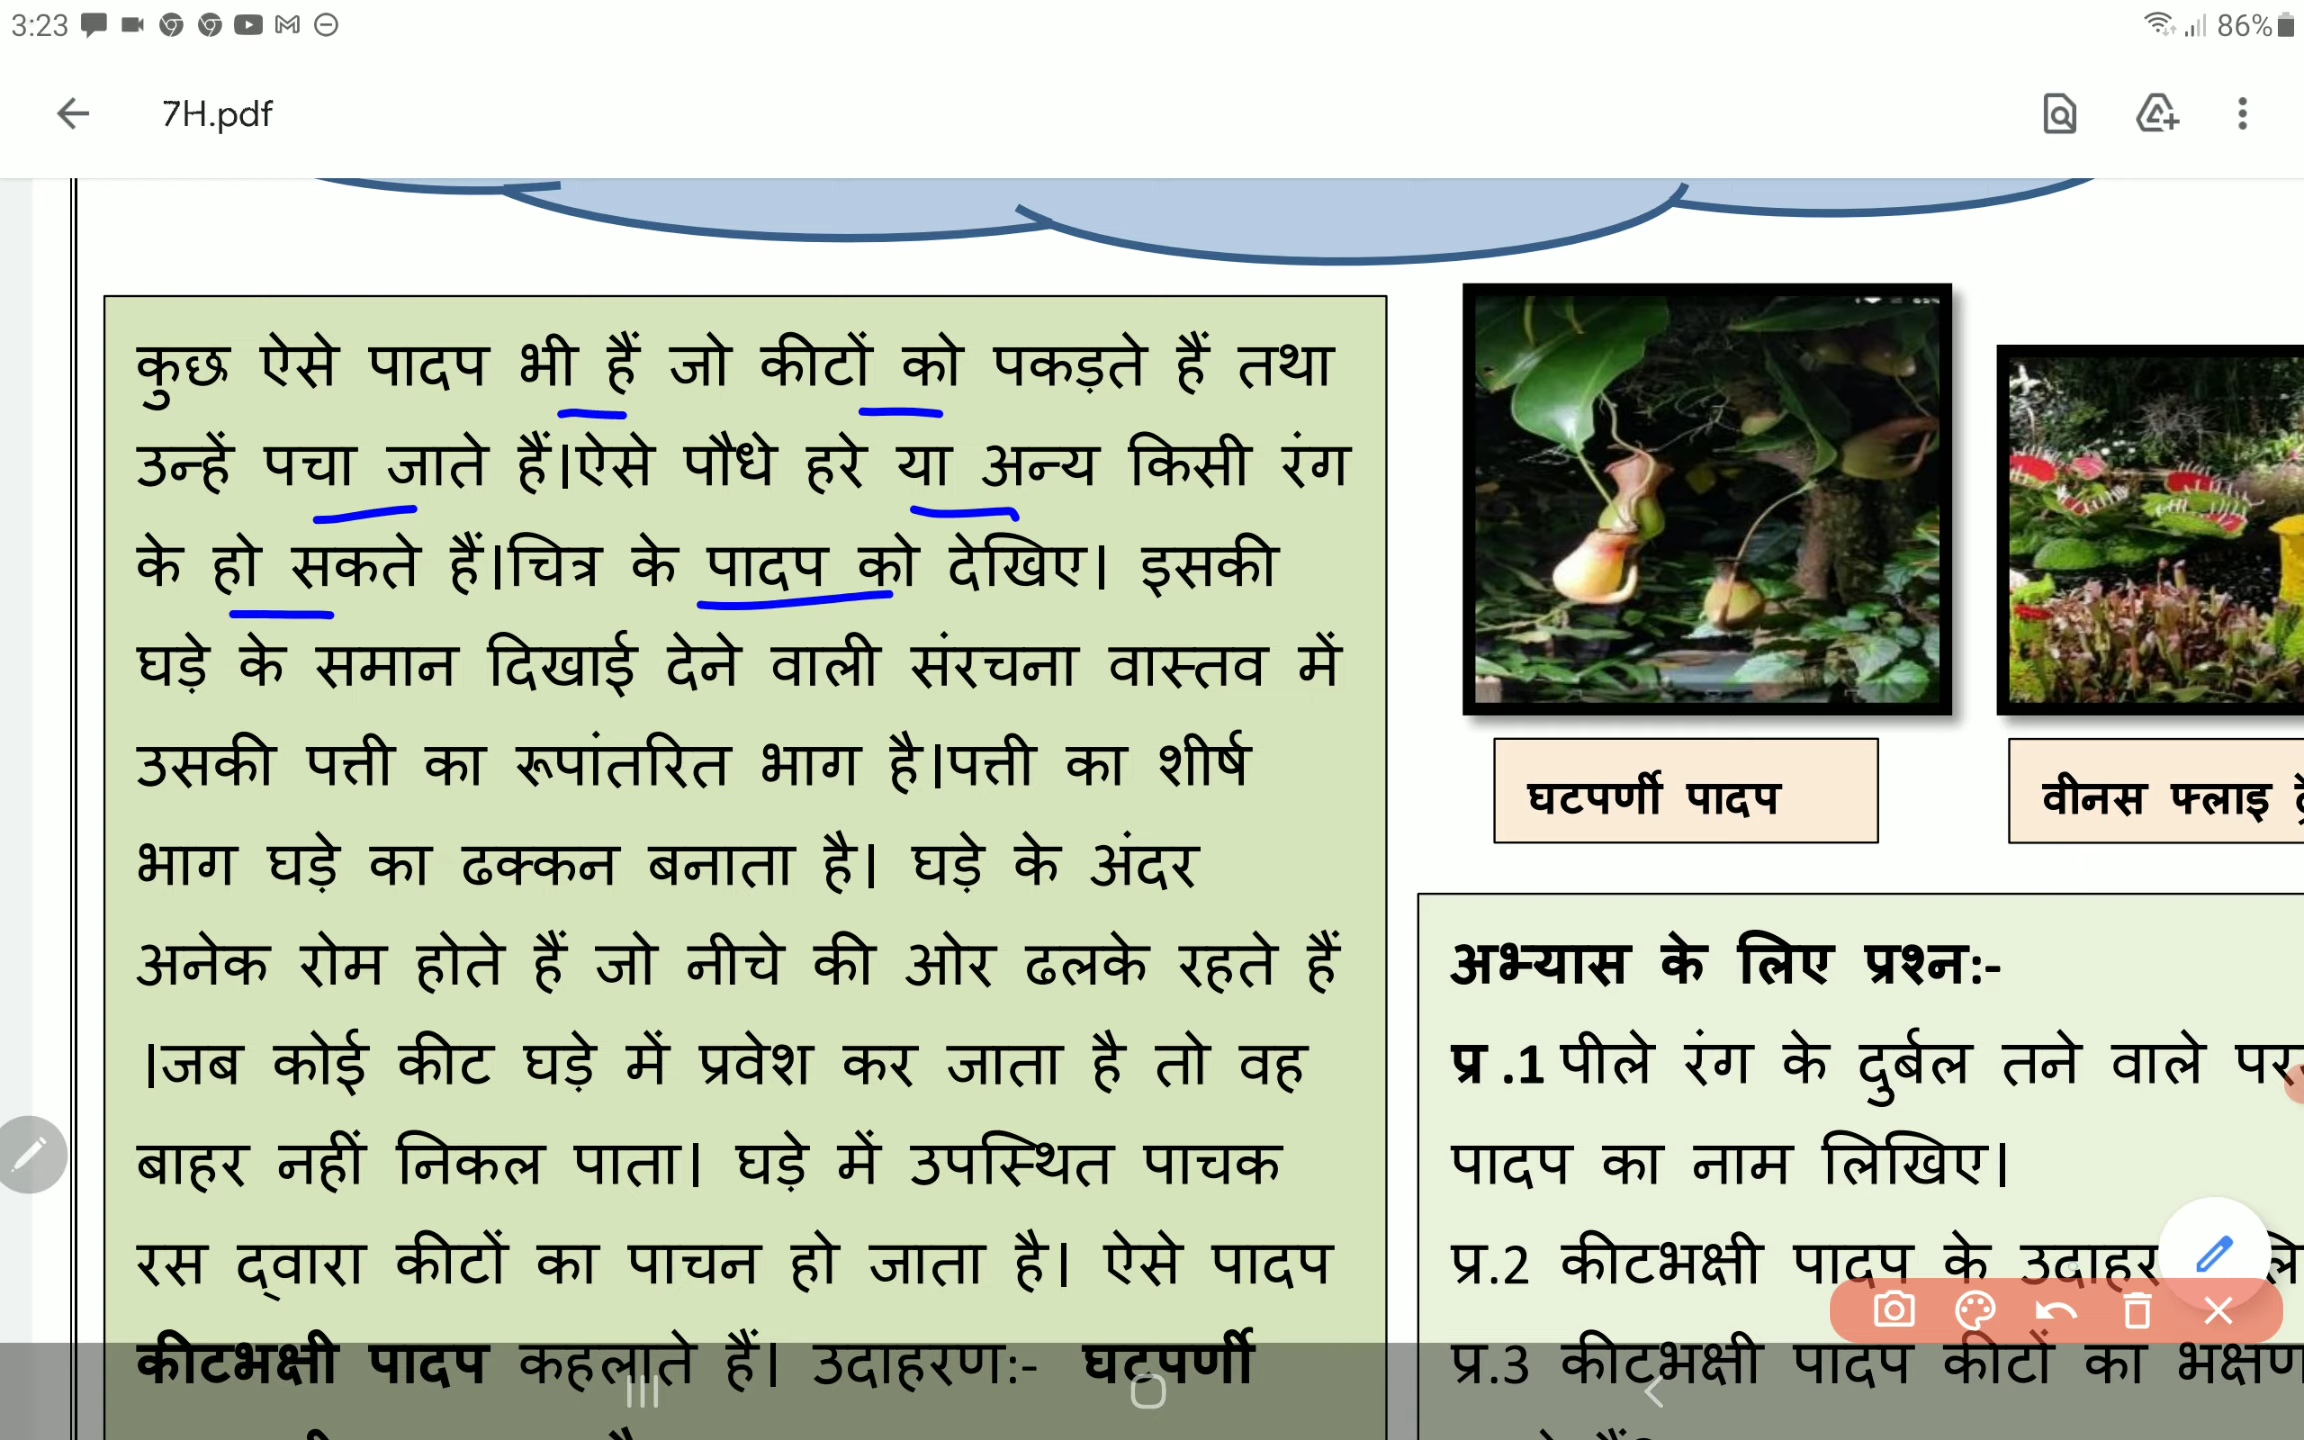 3:23
86%
7H.pdf
कुछ ऐसे पादप भी हैं जो कीटों को पकड़ते हैं तथा
उन्हें पचा जाते हैं।ऐसे पौधे हरे या अन्य किसी रंग
के हो सकते हैं।चित्र के पादप को देखिए। इसकी
घड़े के समान दिखाई देने वाली संरचना वास्तव में
उसकी पत्ती का रूपांतरित भाग है।पत्ती का शीर्ष
भाग घड़े का ढक्कन बनाता है। घड़े के अंदर
अनेक रोम होते हैं जो नीचे की ओर ढलके रहते हैं
।जब कोई कीट घड़े में प्रवेश कर जाता है तो वह
बाहर नहीं निकल पाता। घड़े में उपस्थित पाचक
रस द्वारा कीटों का पाचन हो जाता है। ऐसे पादप
कीटभक्षी पादप कहलाते हैं। उदाहरण:- घटपर्णी
घटपर्णी पादप
वीनस फ्लाइ
अभ्यास के लिए प्रश्न:-
प्र .1 पीले रंग के दुर्बल तने वाले
पादप का नाम लिखिए।
प्र.2 कीटभक्षी पादप के
प्र.3 कीटभक्षी पादप कीटों का भक्षण